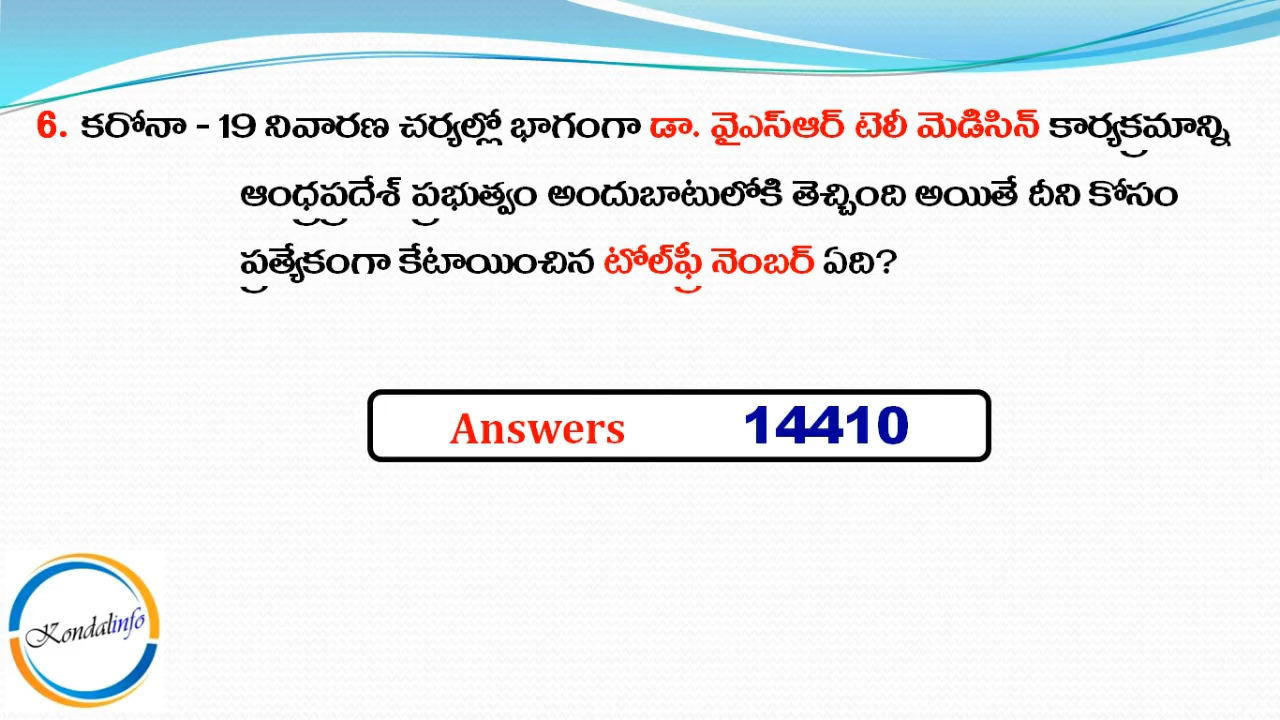 6. కరోనా - 19 నివారణ చర్యల్లో భాగంగా డా. వైఎస్ఆర్ టెలీ మెడిసిన్ కార్యక్రమాన్ని
ఆంధ్రప్రదేశ్ ప్రభుత్వం అందుబాటులోకి తెచ్చింది అయితే దీని కోసం
ప్రత్యేకంగా కేటాయించిన టోల్‌ఫ్రీ నెంబర్ ఏది?
Answers 14410
Kondalinfo